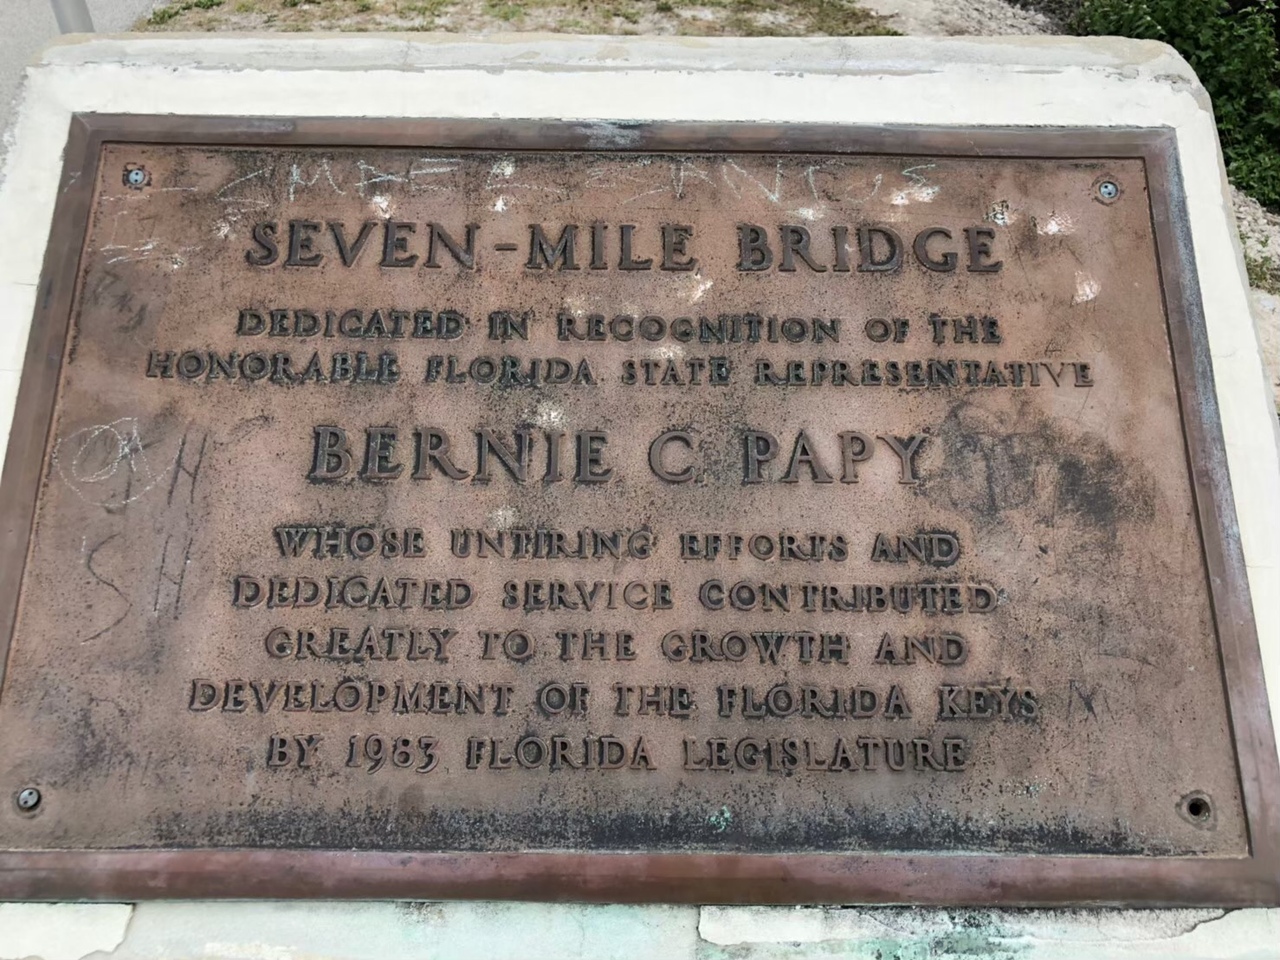 SEVEN-MILE BRIDGE
DEDICATED IN RECOGNITION OF THE
HONORABLE FLORIDA STATE REPRESENTATIVE
BERNIE C. PAPY
WHOSE UNTIRING EFFORTS AND
DEDICATED SERVICE CONTRIBUTED
GREATLY TO THE GROWTH AND
DEVELOPMENT OF THE FLORIDA KEYS
BY 1983 FLORIDA LEGISLATURE